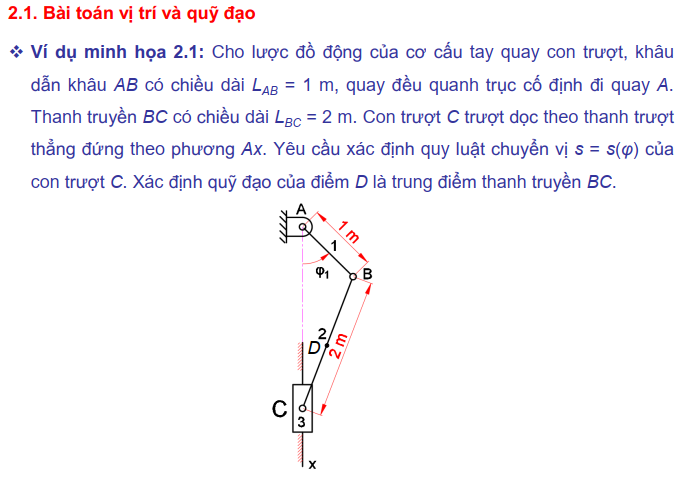 2.1. Bài toán vị trí và quỹ đạo
❖ Ví dụ minh họa 2.1: Cho lược đồ động của cơ cấu tay quay con trượt, khâu
dẫn khâu AB có chiều dài LAB = 1 m, quay đều quanh trục cố định đi quay A.
Thanh truyền BC có chiều dài LBC = 2 m. Con trượt C trượt dọc theo thanh trượt
thẳng đứng theo phương Ax. Yêu cầu xác định quy luật chuyển vị s = s(φ) của
con trượt C. Xác định quỹ đạo của điểm D là trung điểm thanh truyền BC.
A
1 m
1
φ1
B
2
D
2 m
C
3
x